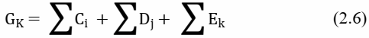 G_K = ∑C_i + ∑D_j + ∑E_k (2.6)